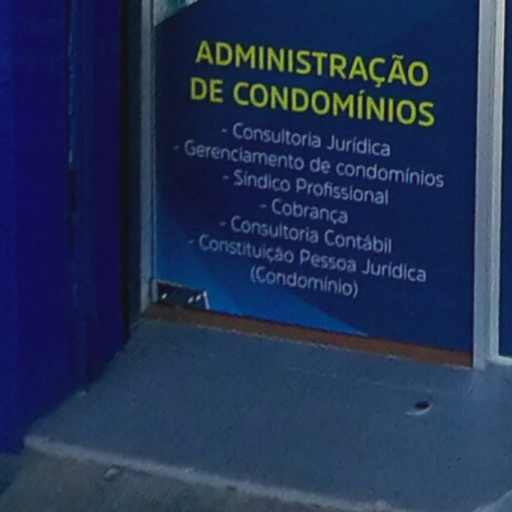 ADMINISTRAÇÃO
DE CONDOMÍNIOS
- Consultoria Jurídica
- Gerenciamento de condomínios
- Síndico Profissional
- Cobrança
- Consultoria Contábil
- Constituição Pessoa Jurídica
(Condomínio)